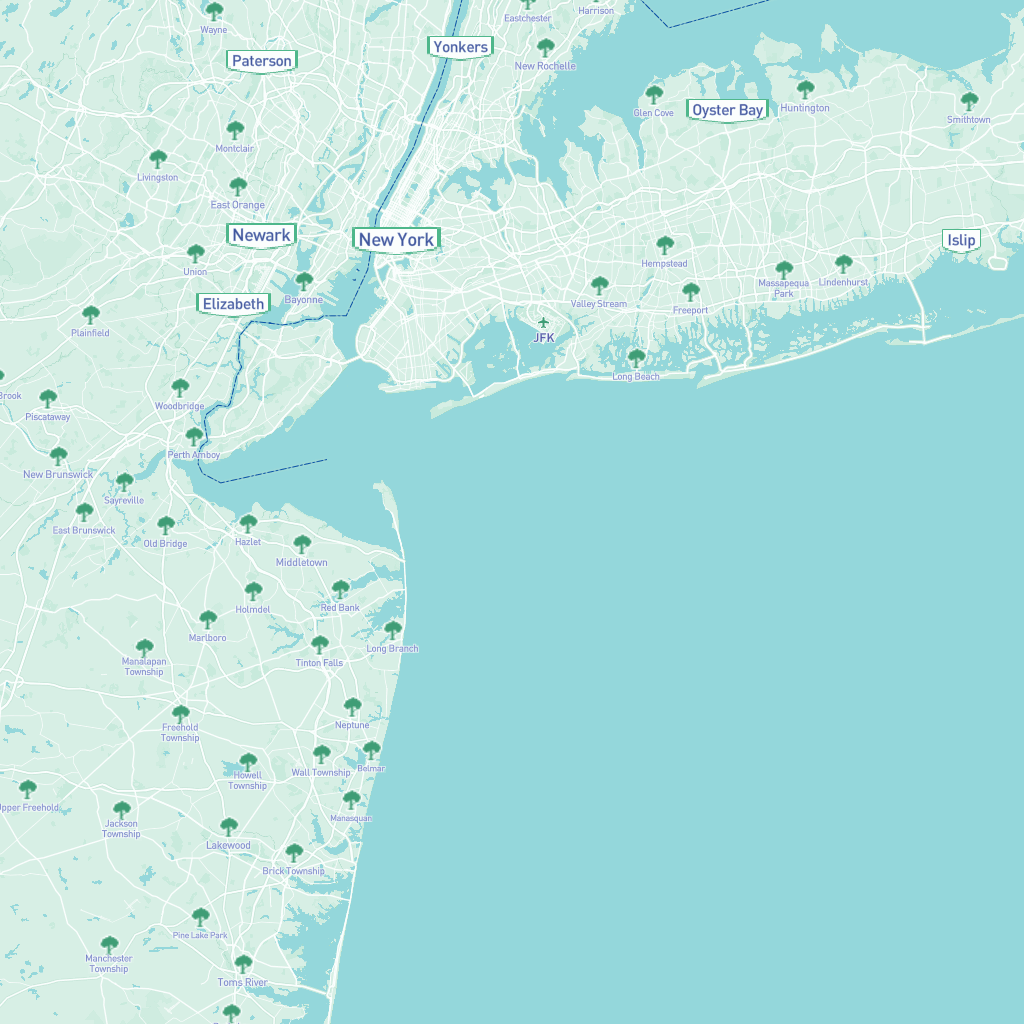 Harrison
Eastchester
Wayne
Yonkers
Paterson
New Rochelle
Glen Cove
Oyster Bay
Huntington
Smithtown
Montclair
Livingston
East Orange
Newark
New York
Islip
Hempstead
Union
Massapequa
Park
Lindenhurst
Bayonne
Elizabeth
Valley Stream
Freeport
Plainfield
JFK
Long Beach
Brook
Woodbridge
Piscataway
Perth Amboy
New Brunswick
Sayreville
East Brunswick
Old Bridge
Hazlet
Middletown
Holmdel
Red Bank
Marlboro
Long Branch
Manalapan
Township
Tinton Falls
Freehold
Township
Neptune
Wall Township
Belmar
Howell
Township
Upper Freehold
Jackson
Township
Manasquan
Lakewood
Brick Township
Pine Lake Park
Manchester
Township
Toms River